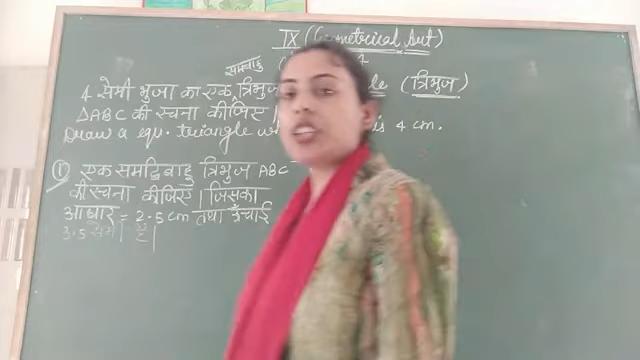 IX (Geometrical Art)
समबाहु
4 सेमी भुजा का एक त्रिभुज (त्रिभुज)
△ABC की रचना कीजिए |
Draw a equ. triangle is 4 cm.
① एक समद्विबाहु त्रिभुज ABC
की रचना कीजिए | जिसका
आधार = 2.5 cm तथा ऊँचाई
3.5 सेमी है |